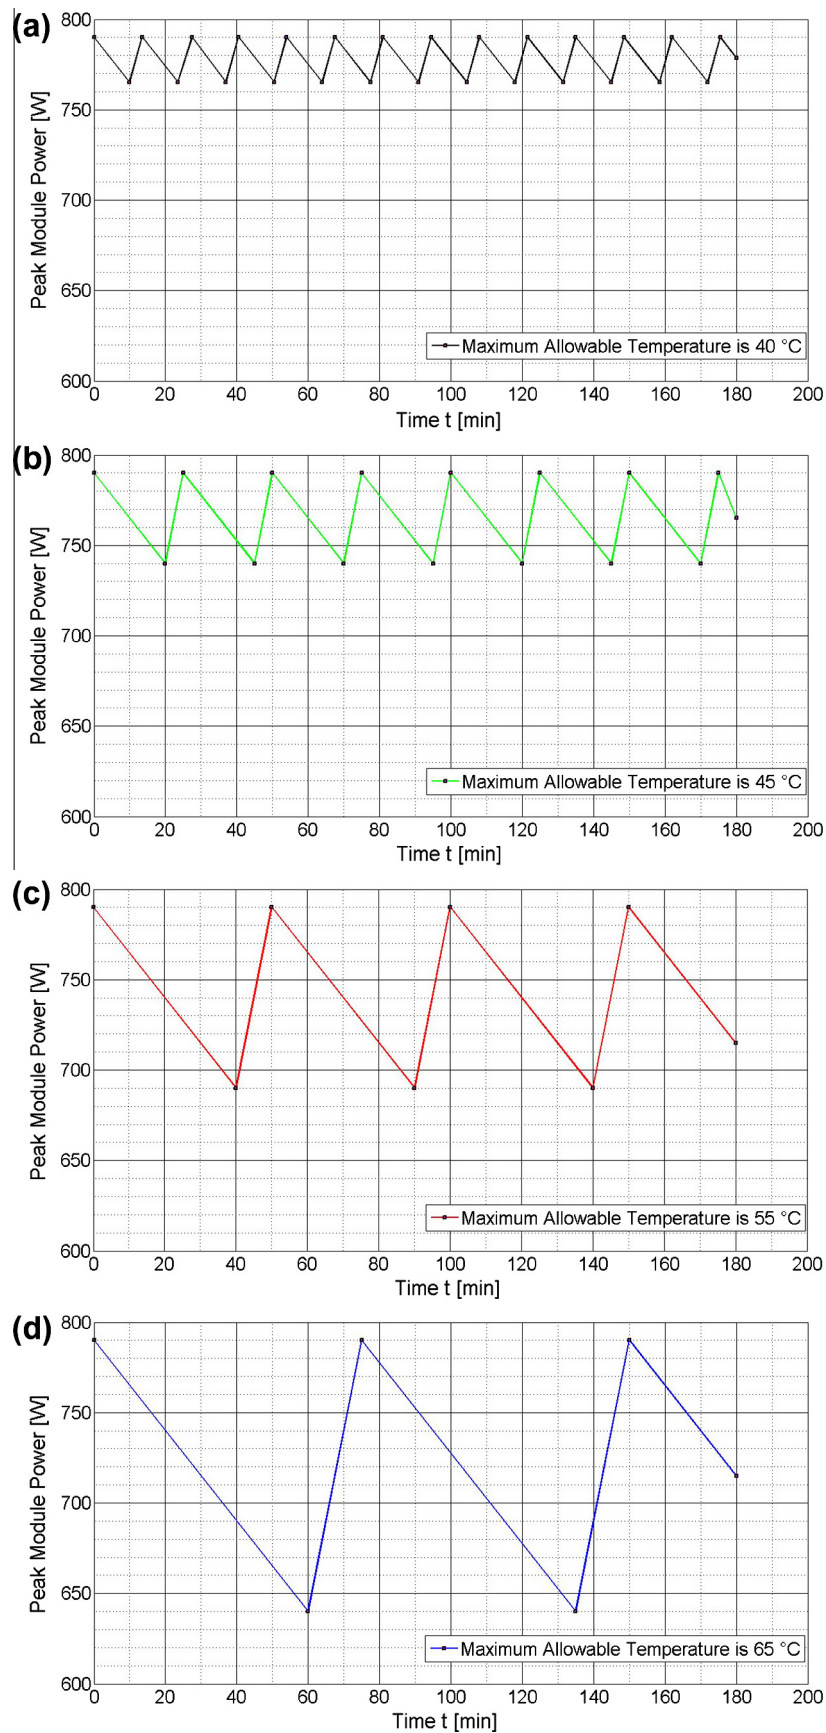 (a)
Peak Module Power [W]
800
750
700
650
600
Maximum Allowable Temperature is 40 °C
0 20 40 60 80 100 120 140 160 180 200
Time t [min]
(b)
Peak Module Power [W]
800
750
700
650
600
Maximum Allowable Temperature is 45 °C
0 20 40 60 80 100 120 140 160 180 200
Time t [min]
(c)
Peak Module Power [W]
800
750
700
650
600
Maximum Allowable Temperature is 55 °C
0 20 40 60 80 100 120 140 160 180 200
Time t [min]
(d)
Peak Module Power [W]
800
750
700
650
600
Maximum Allowable Temperature is 65 °C
0 20 40 60 80 100 120 140 160 180 200
Time t [min]